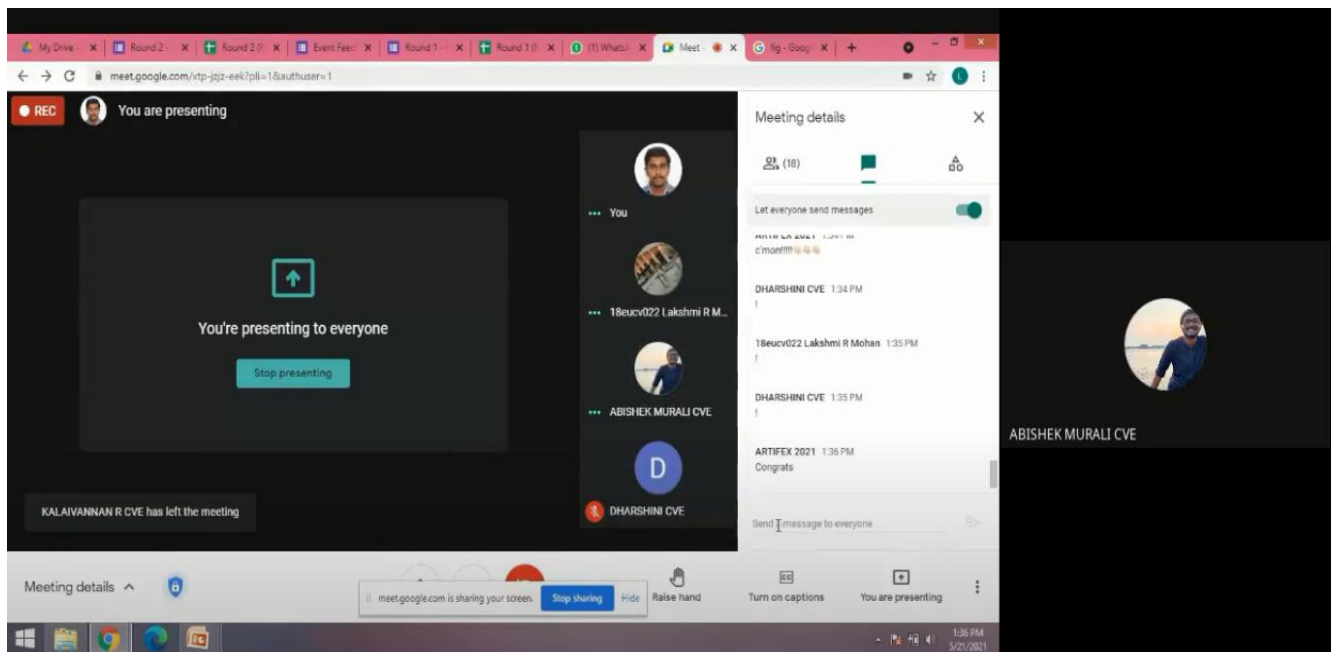 My Drive -
Round 2 -
Round 2 (F
Event Feed
Round 1 - (
Round 1 (F
(1) WhatsA
Meet -
fig - Goog
meet.google.com/xtp-jzjz-eek?pli=1&authuser=1
L
REC
You are presenting
You're presenting to everyone
Stop presenting
KALAIVANNAN R CVE has left the meeting
You
18eucv022 Lakshmi R M...
ABISHEK MURALI CVE
D
DHARSHINI CVE
Meeting details
(18)
Let everyone send messages
ARTIFEX 2021 1:34 PM
c'mon!!!!!
DHARSHINI CVE 1:34 PM
!
18eucv022 Lakshmi R Mohan 1:35 PM
!
DHARSHINI CVE 1:35 PM
!
ARTIFEX 2021 1:36 PM
Congrats
Send a message to everyone
ABISHEK MURALI CVE
Meeting details
meet.google.com is sharing your screen.
Stop sharing
Hide
Raise hand
CC
Turn on captions
You are presenting
1:36 PM
5/21/2021